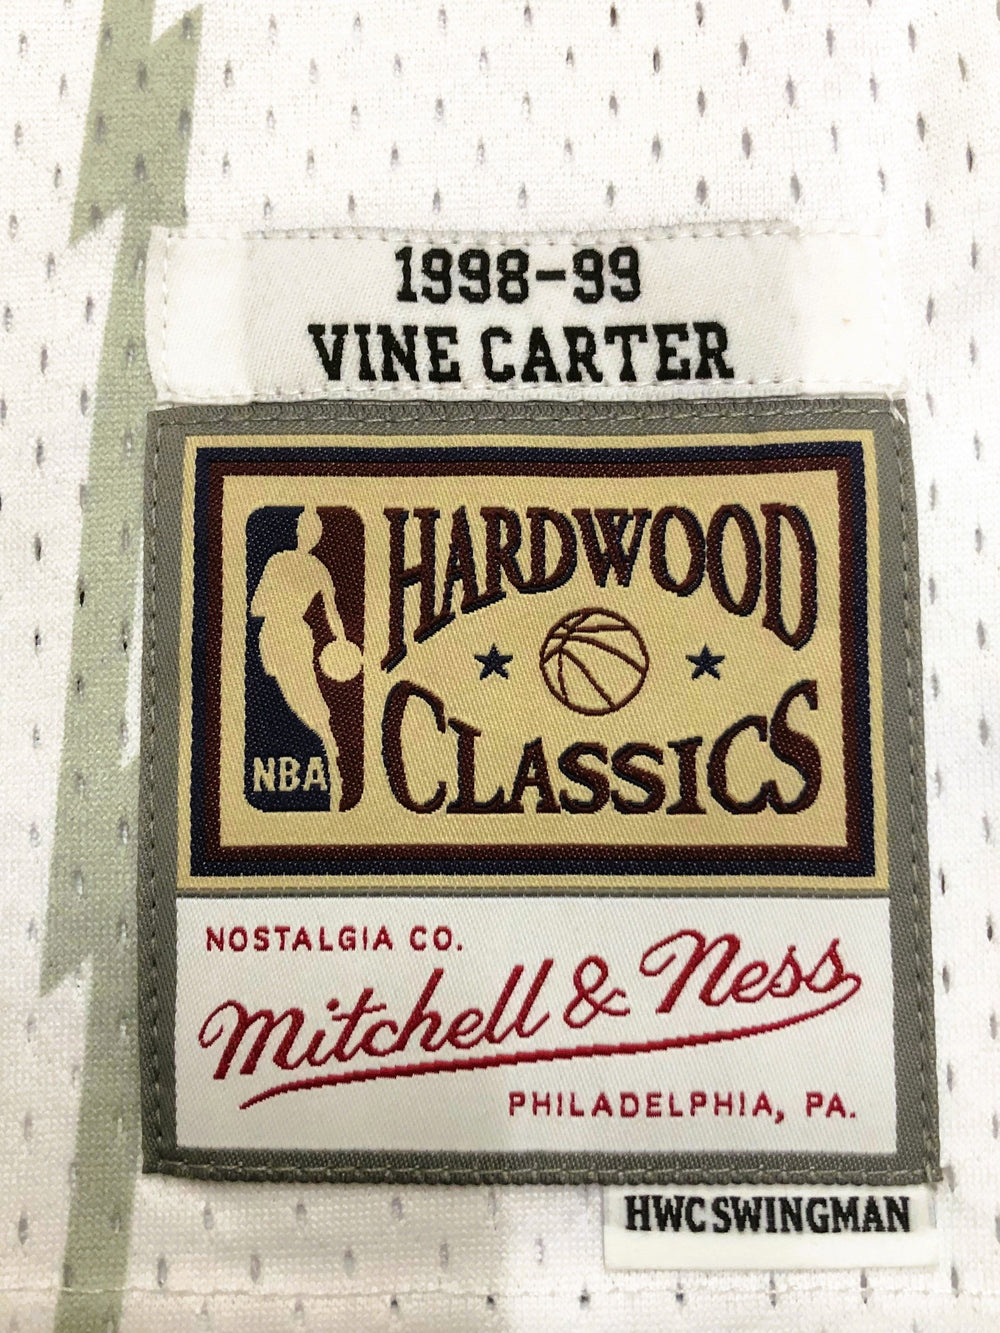 1998-99
VINE CARTER
HARDWOOD
CLASSICS
NBA
NOSTALGIA CO.
Mitchell & Ness
PHILADELPHIA, PA.
HWC SWINGMAN